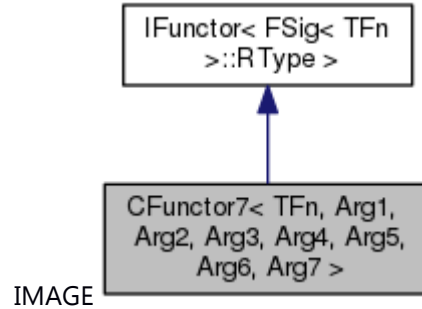 IFunctor< FSig< TFn
>::RType >
CFunctor7< TFn, Arg1,
Arg2, Arg3, Arg4, Arg5,
Arg6, Arg7 >
IMAGE